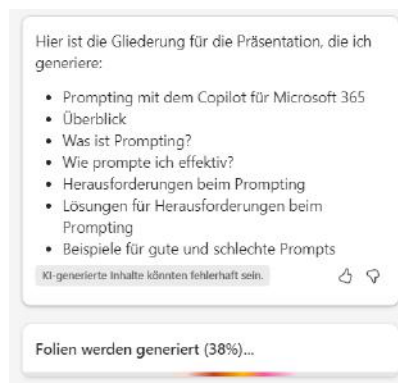 Hier ist die Gliederung für die Präsentation, die ich
generiere:
• Prompting mit dem Copilot für Microsoft 365
• Überblick
• Was ist Prompting?
• Wie prompte ich effektiv?
• Herausforderungen beim Prompting
• Lösungen für Herausforderungen beim
Prompting
• Beispiele für gute und schlechte Prompts
KI-generierte Inhalte könnten fehlerhaft sein.
Folien werden generiert (38%)...